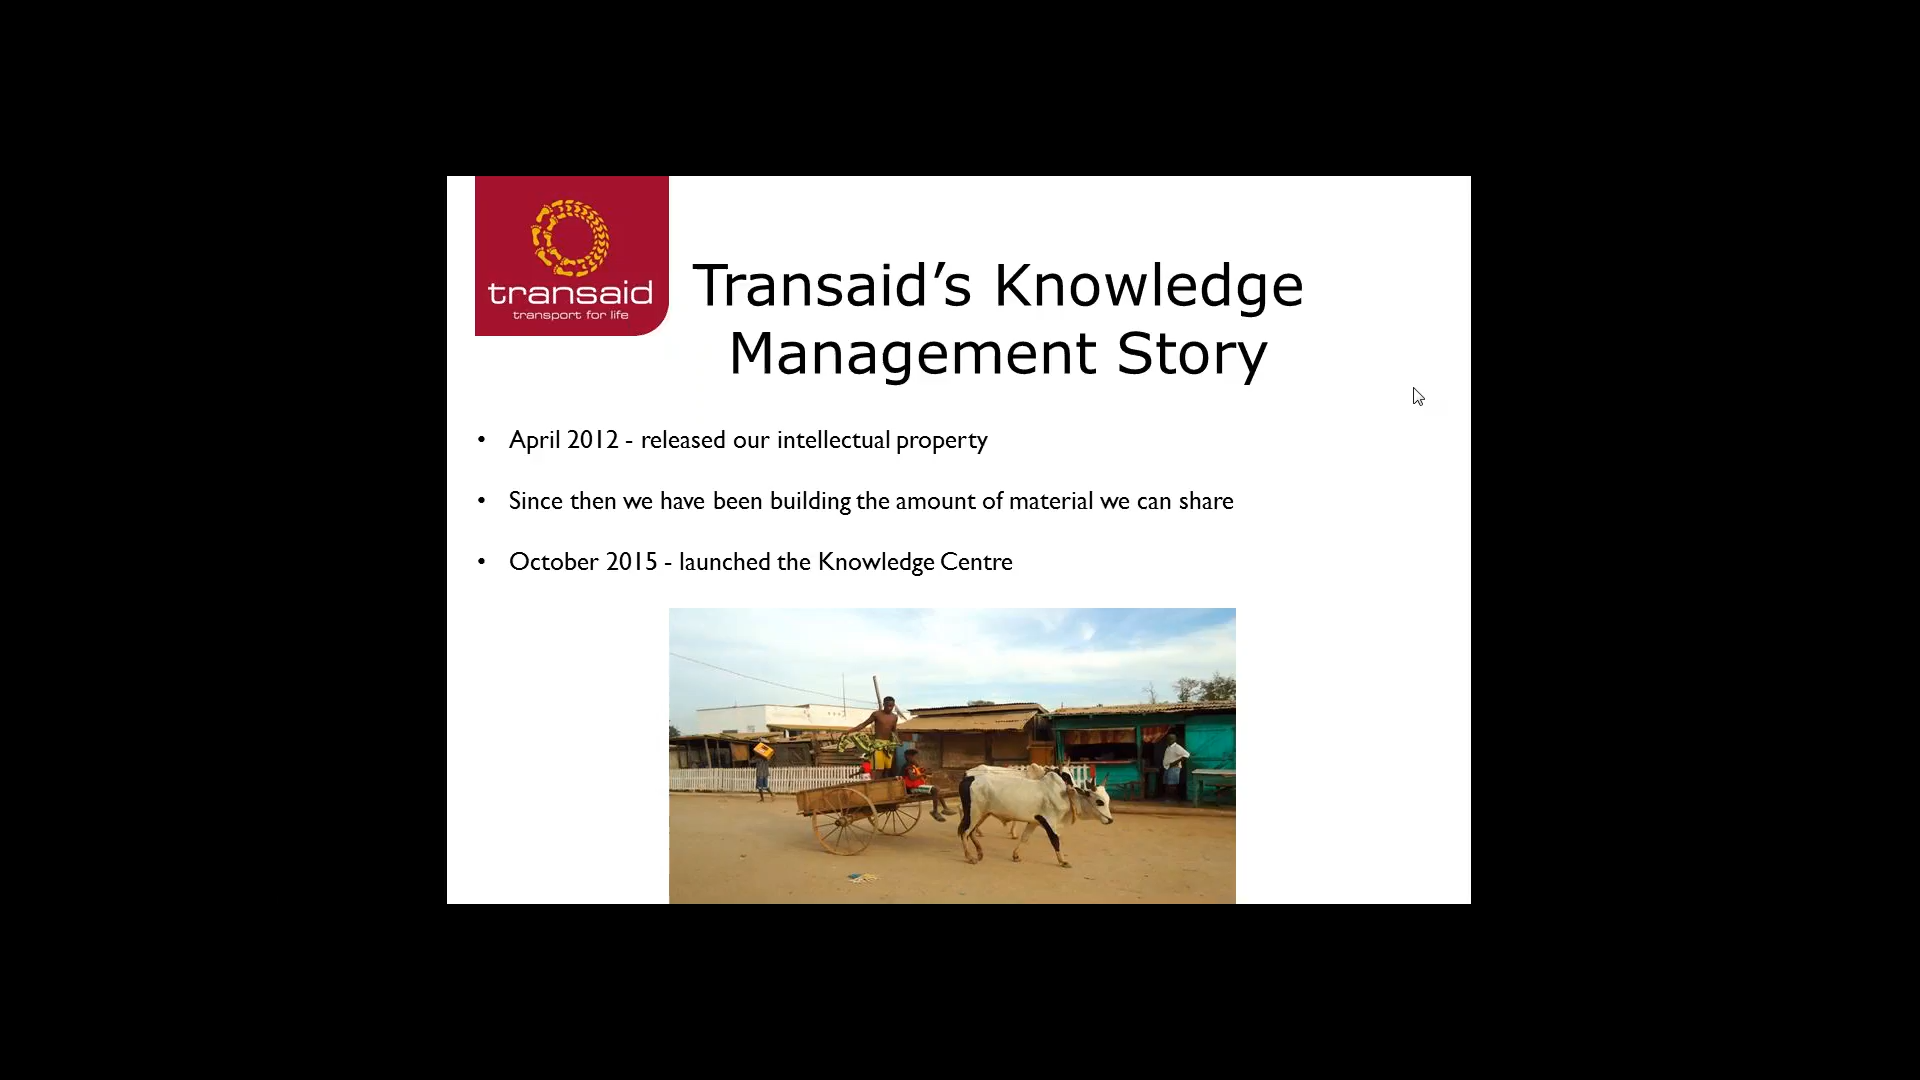 transaid
transport for life
Transaid’s Knowledge
Management Story
• April 2012 - released our intellectual property
• Since then we have been building the amount of material we can share
• October 2015 - launched the Knowledge Centre